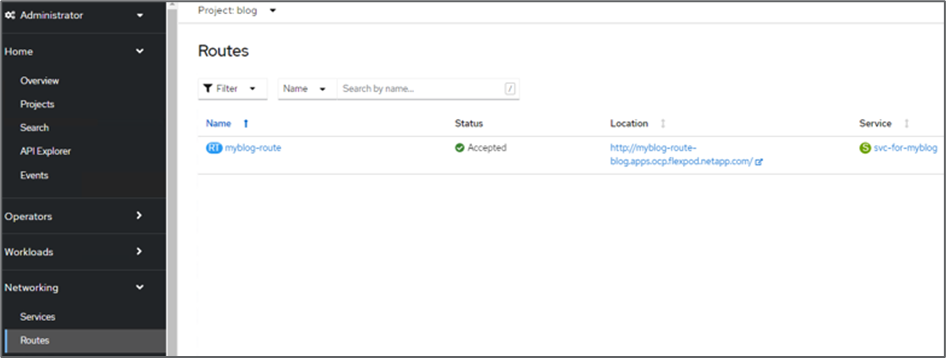 Administrator
Home
Overview
Projects
Search
API Explorer
Events
Operators
Workloads
Networking
Services
Routes
Project: blog
Routes
Filter Name Search by name... /
Name Status Location Service
RT myblog-route Accepted http://myblog-route- S svc-for-myblog
blog.apps.ocp.flexpod.netapp.com/